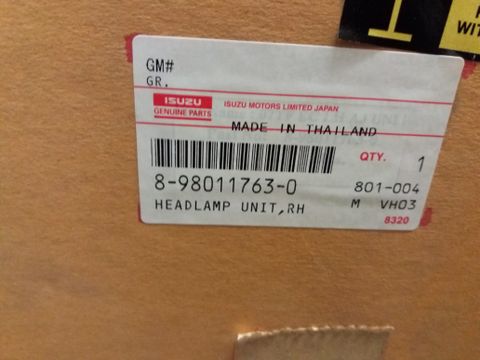 GM#
GR.
ISUZU
GENUINE PARTS
ISUZU MOTORS LIMITED JAPAN
MADE IN THAILAND
QTY. 1
8-98011763-0
801-004
HEADLAMP UNIT,RH
M VH03
8320